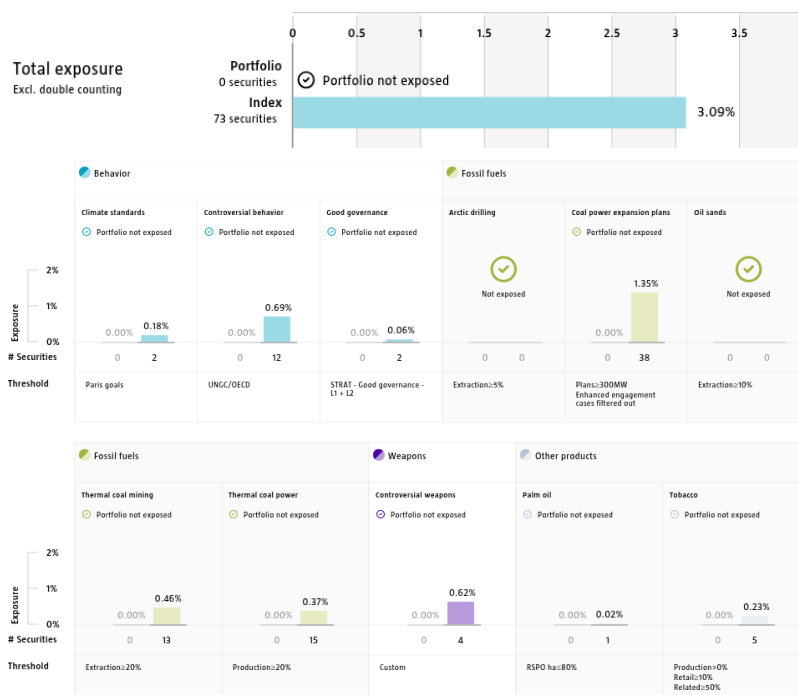 0 0.5 1 1.5 2 2.5 3 3.5
Total exposure
Excl. double counting
Portfolio
0 securities
Portfolio not exposed
Index
73 securities
3.09%
Behavior
Fossil fuels
Climate standards Controversial behavior Good governance Arctic drilling Coal power expansion plans Oil sands
Portfolio not exposed Portfolio not exposed Portfolio not exposed Portfolio not exposed
Not exposed Not exposed
Exposure
2%
1%
0%
0.00% 0.18% 0.00% 0.69% 0.00% 0.06% 0.00% 1.35%
# Securities 0 2 0 12 0 2 0 0 0 38 0 0
Threshold
Paris goals
UNGC/OECD
STRAT - Good governance -
L1 + L2
Extraction≥5%
Plans≥300MW
Enhanced engagement
cases filtered out
Extraction≥10%
Fossil fuels
Weapons
Other products
Thermal coal mining Thermal coal power Controversial weapons Palm oil Tobacco
Portfolio not exposed Portfolio not exposed Portfolio not exposed Portfolio not exposed Portfolio not exposed
Exposure
2%
1%
0%
0.00% 0.46% 0.00% 0.37% 0.00% 0.62% 0.00% 0.02% 0.00% 0.23%
# Securities 0 13 0 15 0 4 0 1 0 5
Threshold
Extraction≥20%
Production≥20%
Custom
RSPO ha≤80%
Production>0%
Retail≥10%
Related≥50%